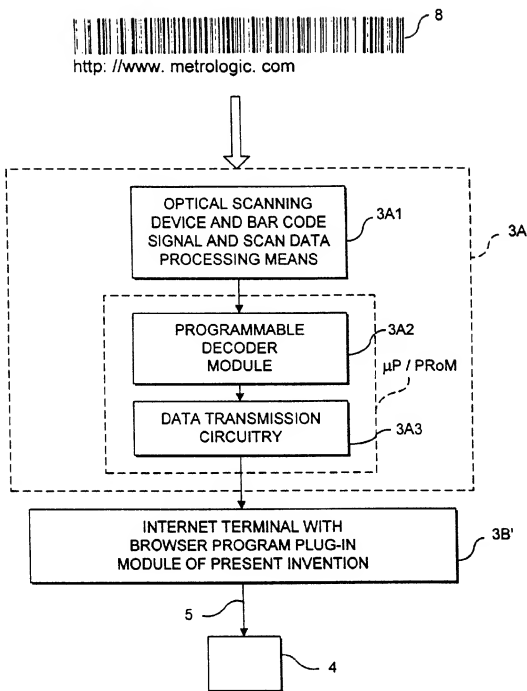 8
http: //www. metrologic. com
OPTICAL SCANNING
DEVICE AND BAR CODE
SIGNAL AND SCAN DATA
PROCESSING MEANS
3A1
3A
PROGRAMMABLE
DECODER
MODULE
3A2
µP / PRoM
DATA TRANSMISSION
CIRCUITRY
3A3
INTERNET TERMINAL WITH
BROWSER PROGRAM PLUG-IN
MODULE OF PRESENT INVENTION
3B'
5
4